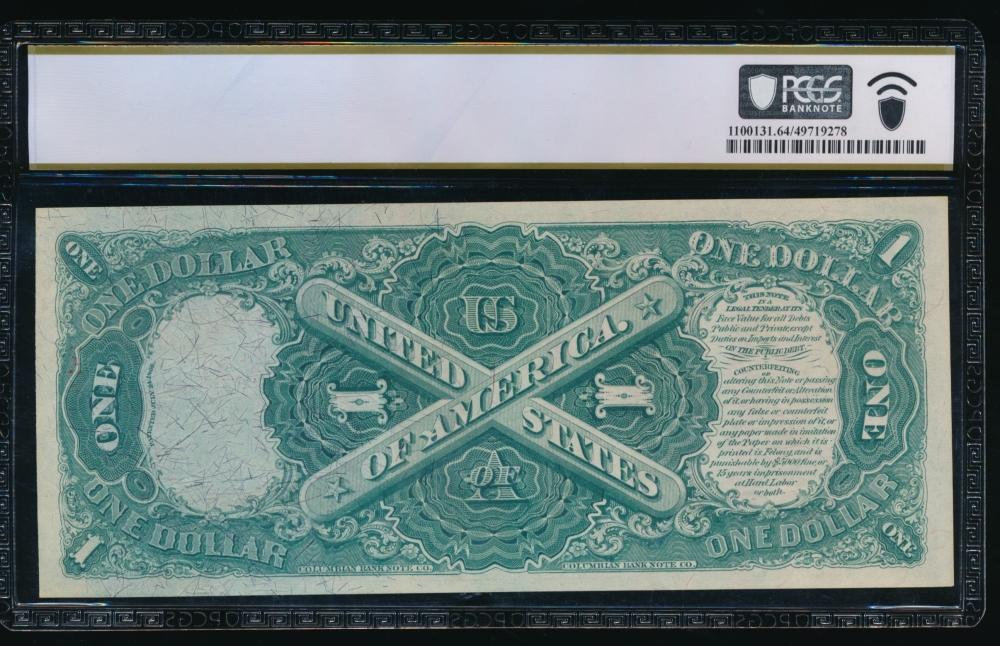 PCGS
BANKNOTE
1100131.64/49719278
ONE
ONE DOLLAR
ONE DOLLAR
1
US
UNITED
STATES
OF AMERICA
1
1
OF A
ONE
ONE
THIS NOTE
IS A
LEGAL TENDER AT ITS
Face Value for all Debts
Public and Private, except
Duties on Imports and Interest
ON THE PUBLIC DEBT.
COUNTERFEITING
or
altering this Note or passing
any Counterfeit or Alteration
of it, or having in possession
any false or counterfeit
plate or impression of it, or
any paper made in imitation
of the Paper on which it is
printed is Felony, and is
punishable by $5000 fine, or
15 years imprisonment
at Hard Labor
or both.
1
ONE DOLLAR
ONE DOLLAR
ONE
COLUMBIAN BANK NOTE CO.
COLUMBIAN BANK NOTE CO.